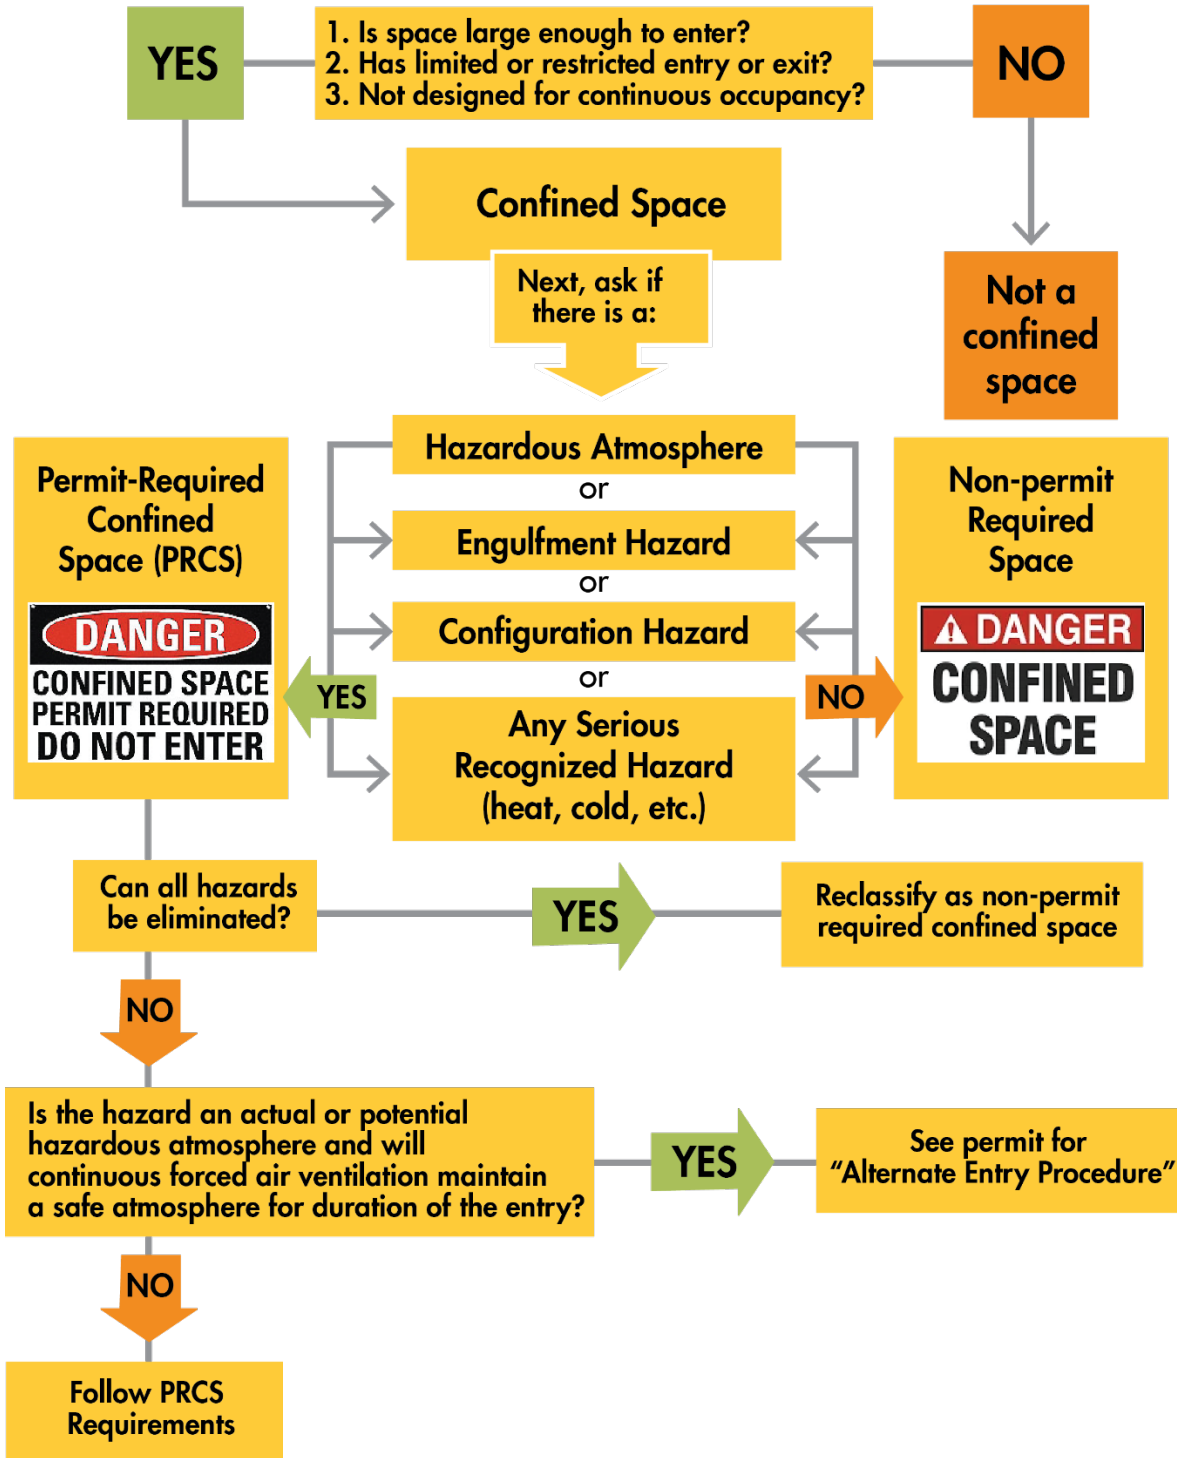 YES
1. Is space large enough to enter?
2. Has limited or restricted entry or exit?
3. Not designed for continuous occupancy?
NO
Confined Space
Next, ask if
there is a:
Not a
confined
space
Hazardous Atmosphere
or
Engulfment Hazard
or
Configuration Hazard
or
Any Serious
Recognized Hazard
(heat, cold, etc.)
YES
NO
Permit-Required
Confined
Space (PRCS)
DANGER
CONFINED SPACE
PERMIT REQUIRED
DO NOT ENTER
Non-permit
Required
Space
DANGER
CONFINED
SPACE
Can all hazards
be eliminated?
YES
Reclassify as non-permit
required confined space
NO
Is the hazard an actual or potential
hazardous atmosphere and will
continuous forced air ventilation maintain
a safe atmosphere for duration of the entry?
YES
See permit for
“Alternate Entry Procedure”
NO
Follow PRCS
Requirements